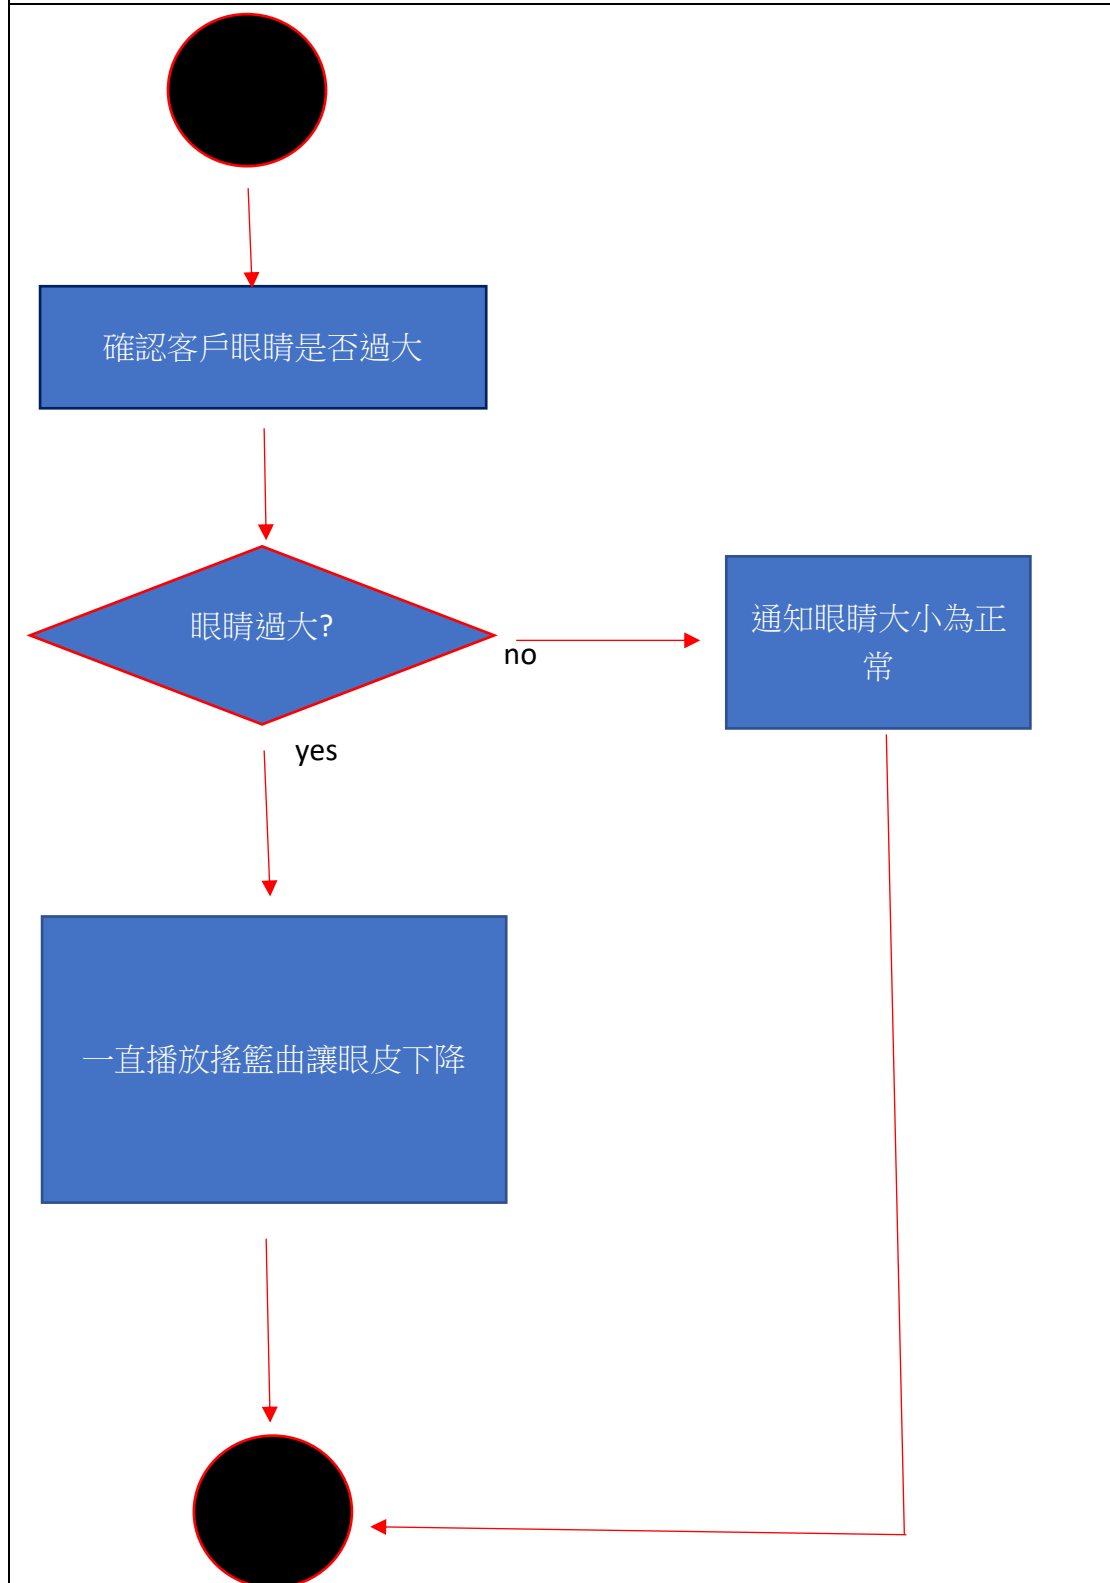 確認客戶眼睛是否過大
眼睛過大?
no
通知眼睛大小為正
常
yes
一直播放搖籃曲讓眼皮下降